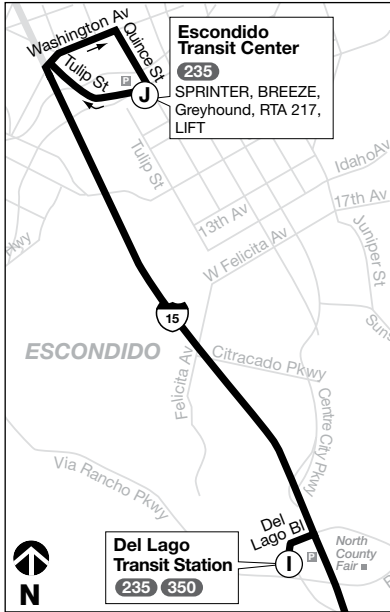 Washington Av
Quince St
Tulip St
P
J
Escondido
Transit Center
235
SPRINTER, BREEZE,
Greyhound, RTA 217,
LIFT
Tulip St
Idaho Av
17th Av
13th Av
Juniper St
W Felicita Av
Hwy
15
ESCONDIDO
Citracado Pkwy
Felicita Av
Centre City Pkwy
Via Rancho Pkwy
Del
Lago Bl
Del Lago
Transit Station
235 350
I
P
North
County
Fair
N